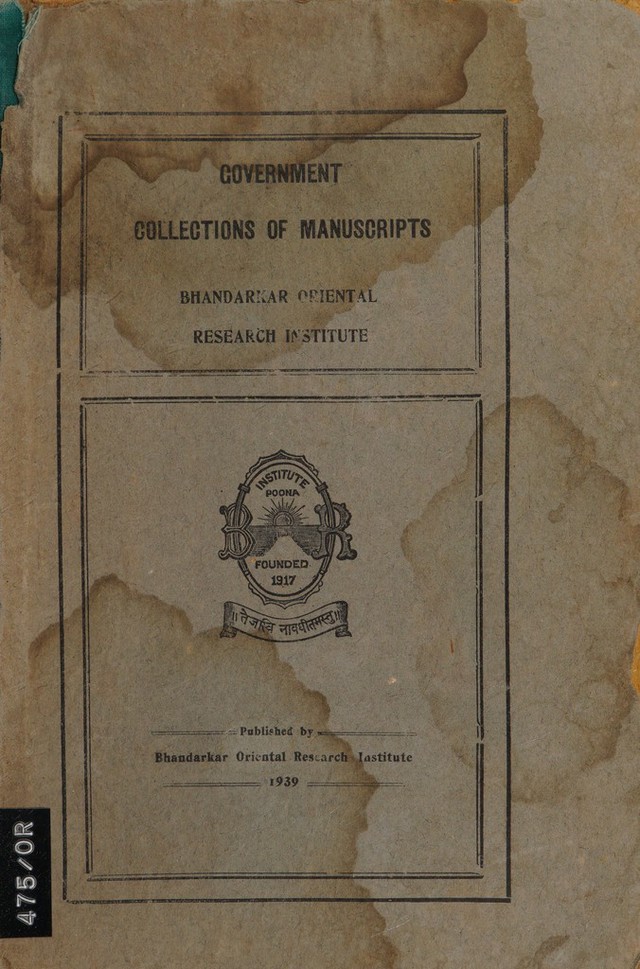 GOVERNMENT
COLLECTIONS OF MANUSCRIPTS
BHANDARKAR ORIENTAL
RESEARCH INSTITUTE
INSTITUTE
POONA
B R
FOUNDED
1917
॥ तेजस्वि नावधीतमस्तु ॥
Published by
Bhandarkar Oriental Research Institute
1939
475/OR